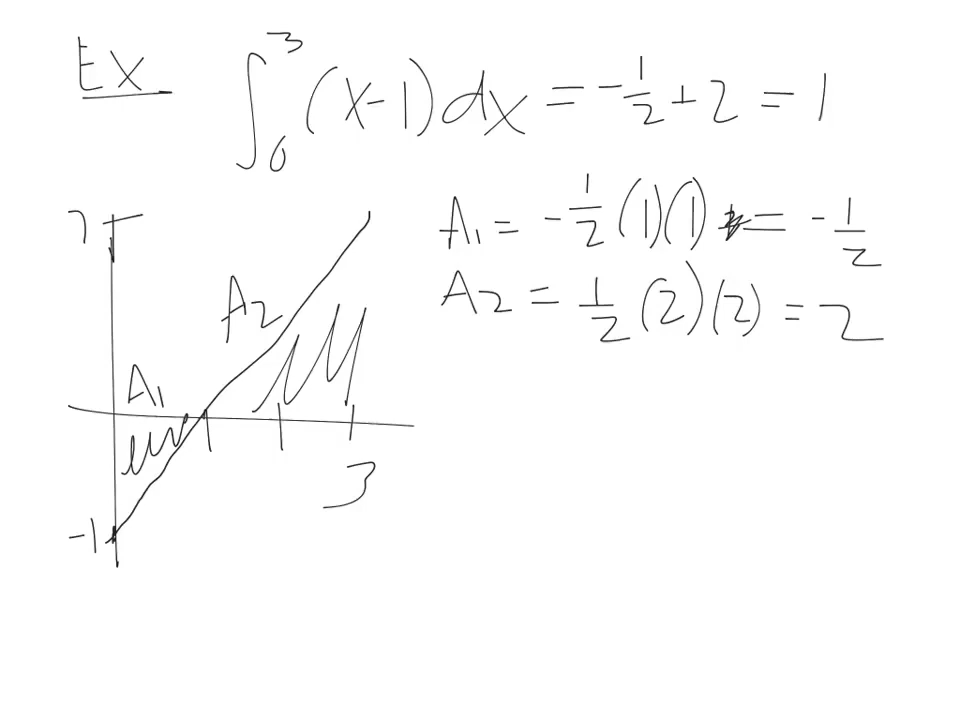 Ex ∫₀³ (x-1) dx = -1/2 + 2 = 1
A1 = -1/2 (1)(1) = -1/2
A2 = 1/2 (2)(2) = 2
A2
A1
3
-1